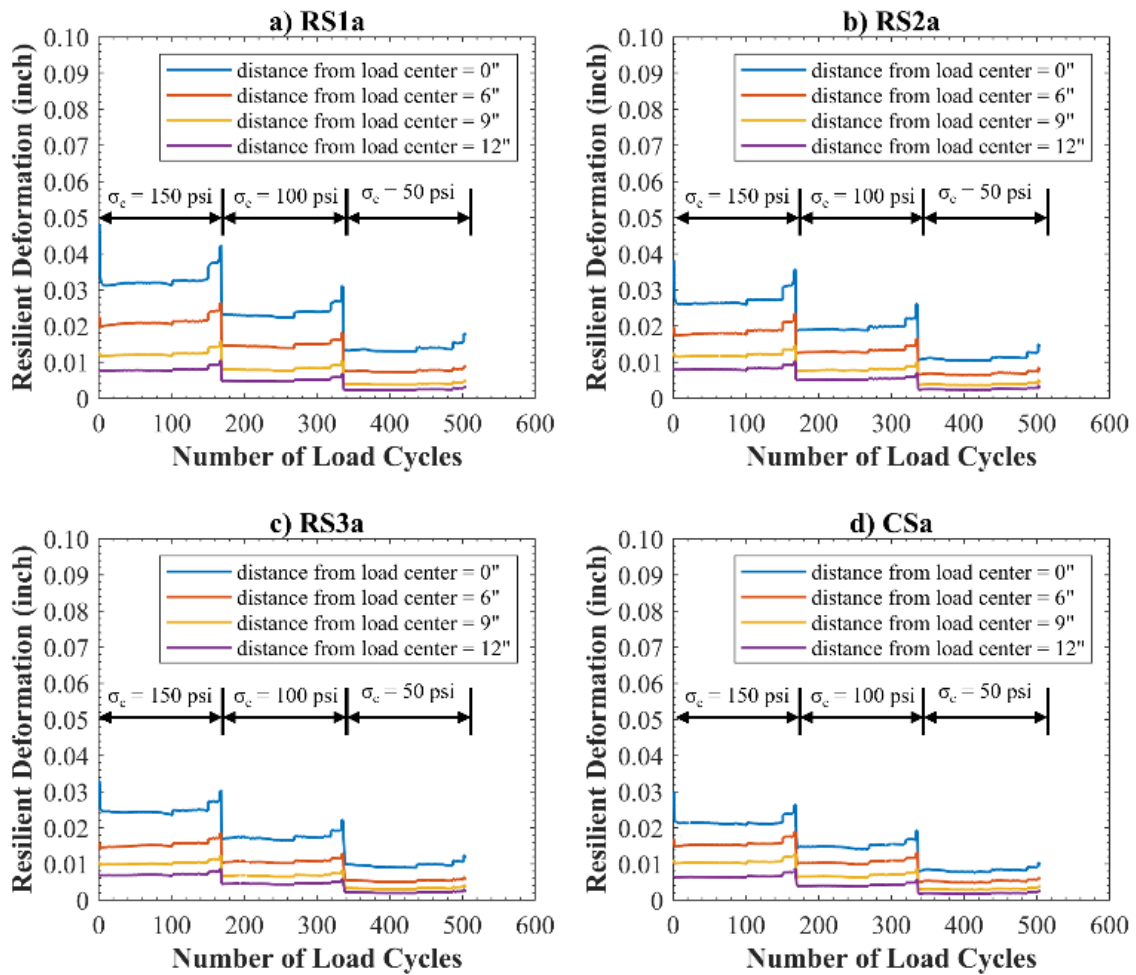 a) RS1a
Resilient Deformation (inch)
0.10
0.09
0.08
0.07
0.06
0.05
0.04
0.03
0.02
0.01
0
distance from load center = 0"
distance from load center = 6"
distance from load center = 9"
distance from load center = 12"
σc = 150 psi
σc = 100 psi
σc = 50 psi
0 100 200 300 400 500 600
Number of Load Cycles
b) RS2a
Resilient Deformation (inch)
0.10
0.09
0.08
0.07
0.06
0.05
0.04
0.03
0.02
0.01
0
distance from load center = 0"
distance from load center = 6"
distance from load center = 9"
distance from load center = 12"
σc = 150 psi
σc = 100 psi
σc = 50 psi
0 100 200 300 400 500 600
Number of Load Cycles
c) RS3a
Resilient Deformation (inch)
0.10
0.09
0.08
0.07
0.06
0.05
0.04
0.03
0.02
0.01
0
distance from load center = 0"
distance from load center = 6"
distance from load center = 9"
distance from load center = 12"
σc = 150 psi
σc = 100 psi
σc = 50 psi
0 100 200 300 400 500 600
Number of Load Cycles
d) CSa
Resilient Deformation (inch)
0.10
0.09
0.08
0.07
0.06
0.05
0.04
0.03
0.02
0.01
0
distance from load center = 0"
distance from load center = 6"
distance from load center = 9"
distance from load center = 12"
σc = 150 psi
σc = 100 psi
σc = 50 psi
0 100 200 300 400 500 600
Number of Load Cycles